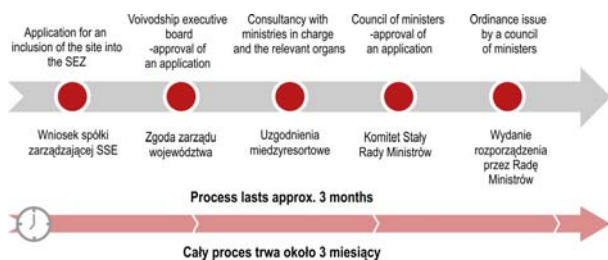 Application for an
inclusion of the site into
the SEZ
Voivodship executive
board
-approval of
an application
Consultancy with
ministries in charge
and the relevant organs
Council of ministers
-approval of
an application
Ordinance issue
by a council
of ministers
Wniosek spółki
zarządzającej SSE
Zgoda zarządu
województwa
Uzgodnienia
miedzyresortowe
Komitet Stały
Rady Ministrów
Wydanie
rozporządzenia
przez Radę
Ministrów
Process lasts approx. 3 months
Cały proces trwa około 3 miesiący